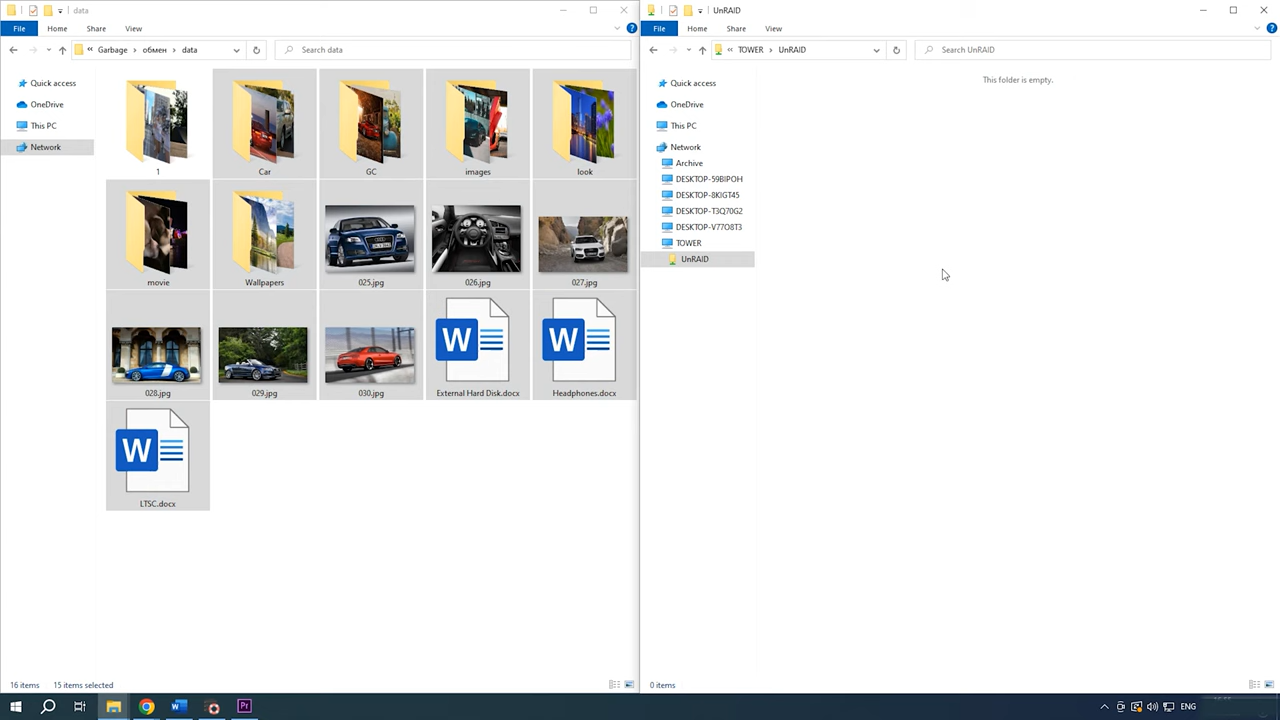 data
File
Home
Share
View
Garbage
обмен
data
Search data
Quick access
OneDrive
This PC
Network
1
Car
GC
images
look
movie
Wallpapers
025.jpg
026.jpg
027.jpg
028.jpg
029.jpg
030.jpg
External Hard Disk.docx
Headphones.docx
LTSC.docx
16 items
15 items selected
UnRAID
File
Home
Share
View
TOWER
UnRAID
Search UnRAID
Quick access
OneDrive
This PC
Network
Archive
DESKTOP-59BIPOH
DESKTOP-8KIGT45
DESKTOP-T3Q70G2
DESKTOP-V77O8T3
TOWER
UnRAID
This folder is empty.
0 items
ENG